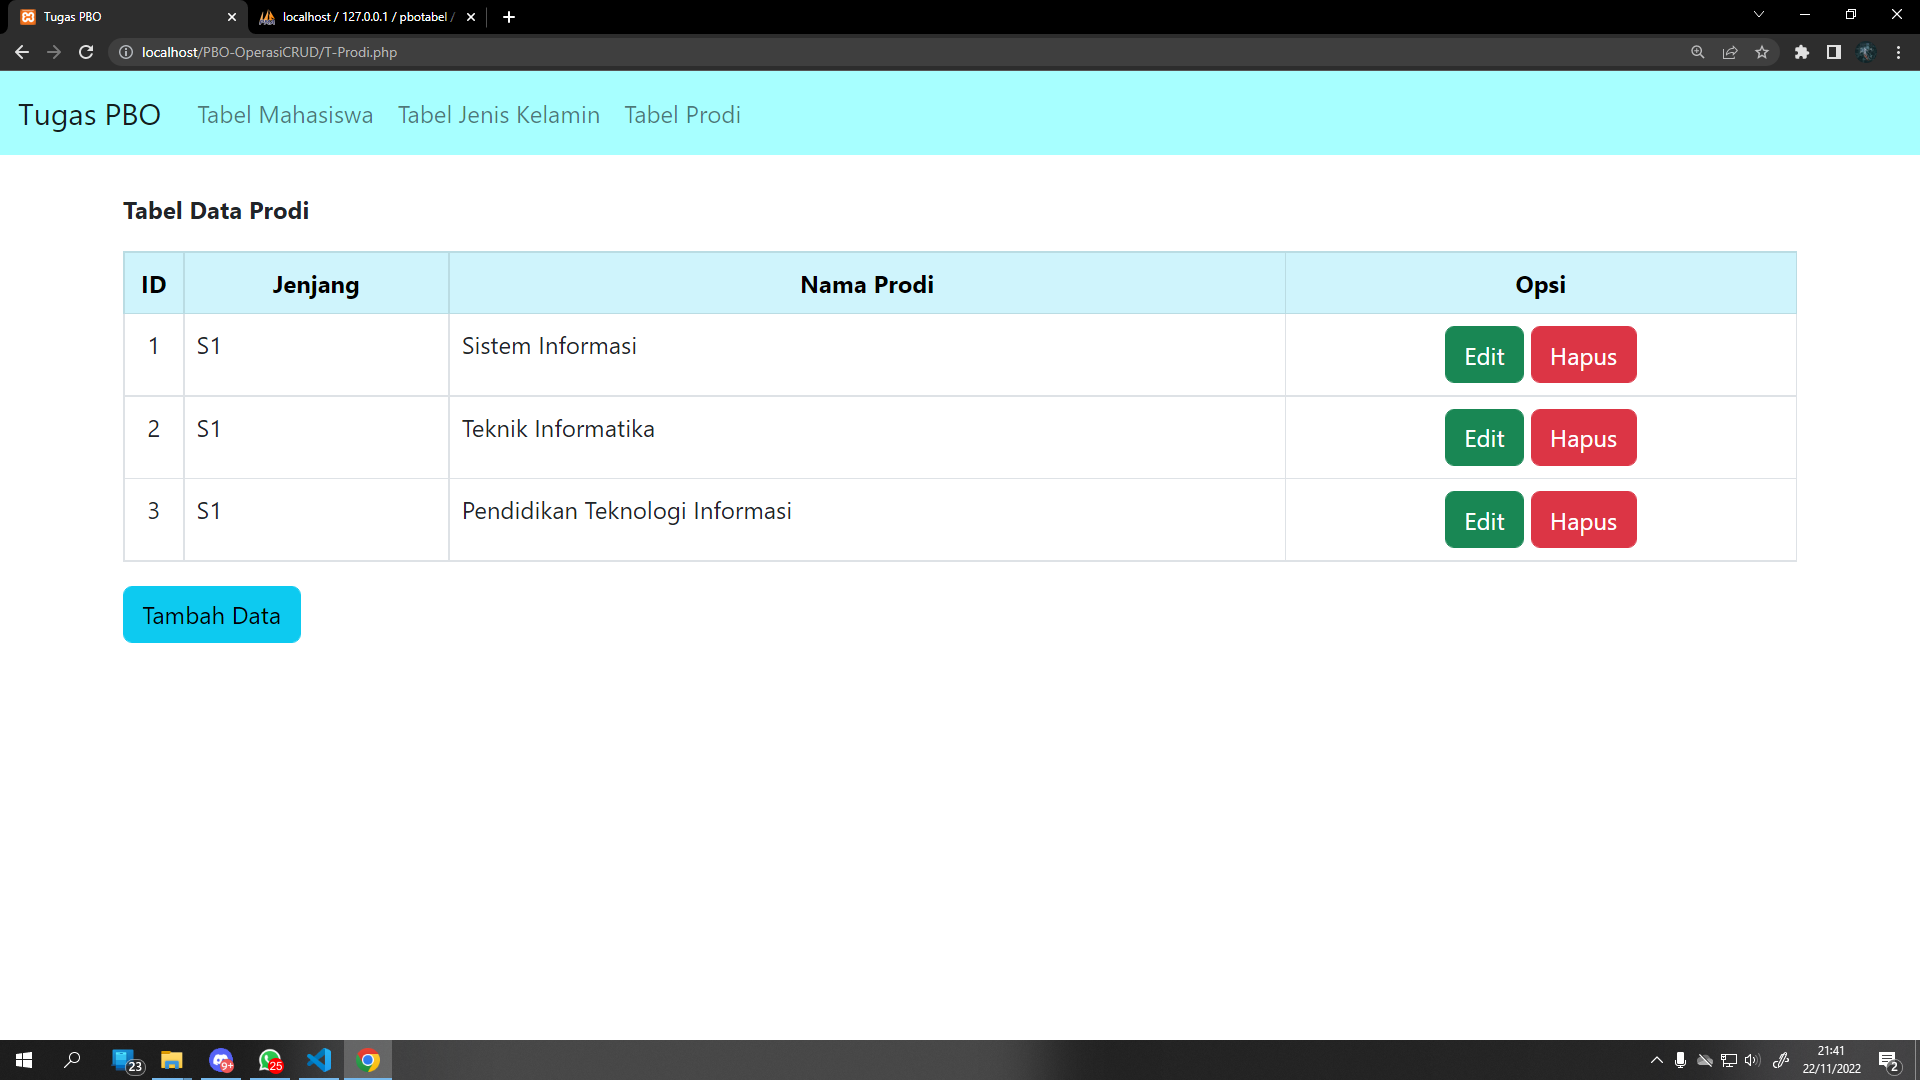 Tugas PBO
localhost / 127.0.0.1 / pbotabel /
localhost/PBO-OperasiCRUD/T-Prodi.php
Tugas PBO Tabel Mahasiswa Tabel Jenis Kelamin Tabel Prodi
Tabel Data Prodi
ID Jenjang Nama Prodi Opsi
1 S1 Sistem Informasi Edit Hapus
2 S1 Teknik Informatika Edit Hapus
3 S1 Pendidikan Teknologi Informasi Edit Hapus
Tambah Data
23 9+ 25
21:41
22/11/2022
2